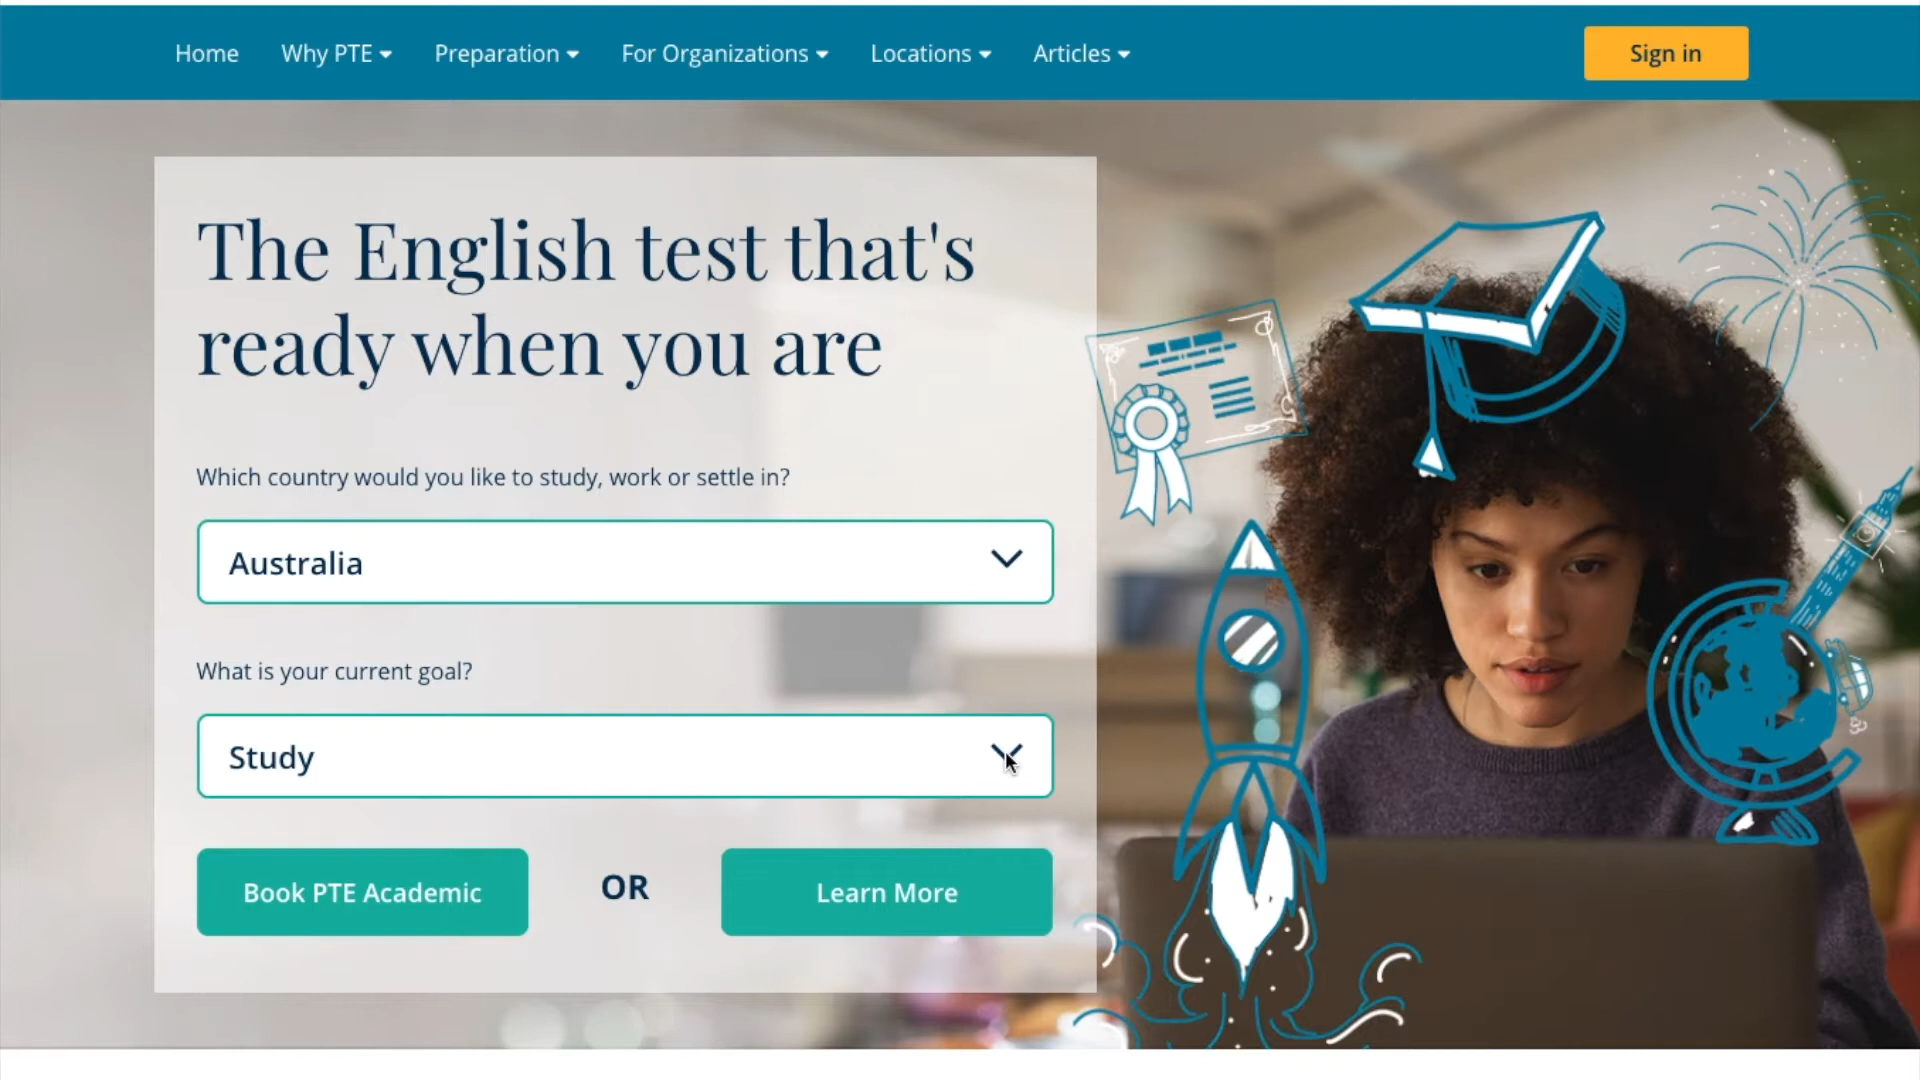 Home
Why PTE
Preparation
For Organizations
Locations
Articles
Sign in
The English test that's
ready when you are
Which country would you like to study, work or settle in?
Australia
What is your current goal?
Study
Book PTE Academic
OR
Learn More